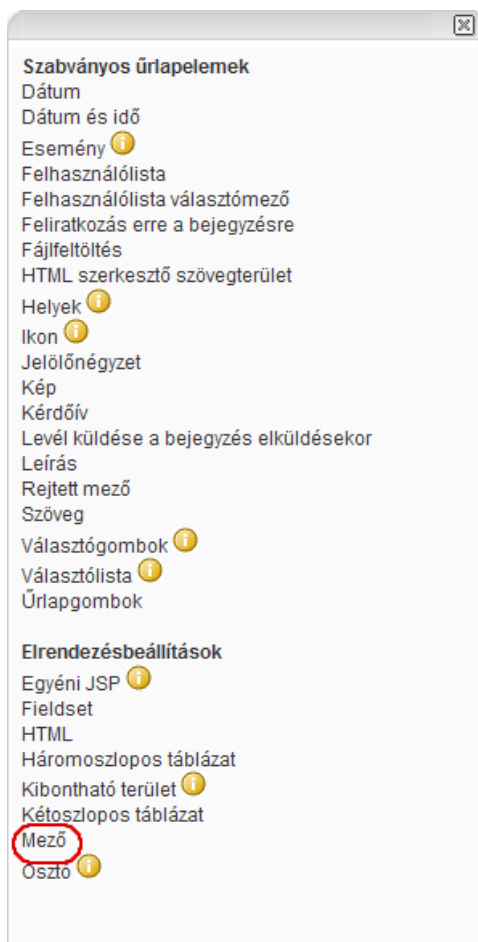 Szabványos űrlapelemek
Dátum
Dátum és idő
Esemény
Felhasználólista
Felhasználólista választómező
Feliratkozás erre a bejegyzésre
Fájlfeltöltés
HTML szerkesztő szövegterület
Helyek
Ikon
Jelölőnégyzet
Kép
Kérdőív
Levél küldése a bejegyzés elküldésekor
Leírás
Rejtett mező
Szöveg
Választógombok
Választólista
Űrlapgombok
Elrendezésbeállítások
Egyéni JSP
Fieldset
HTML
Háromoszlopos táblázat
Kibontható terület
Kétoszlopos táblázat
Mező
Osztó